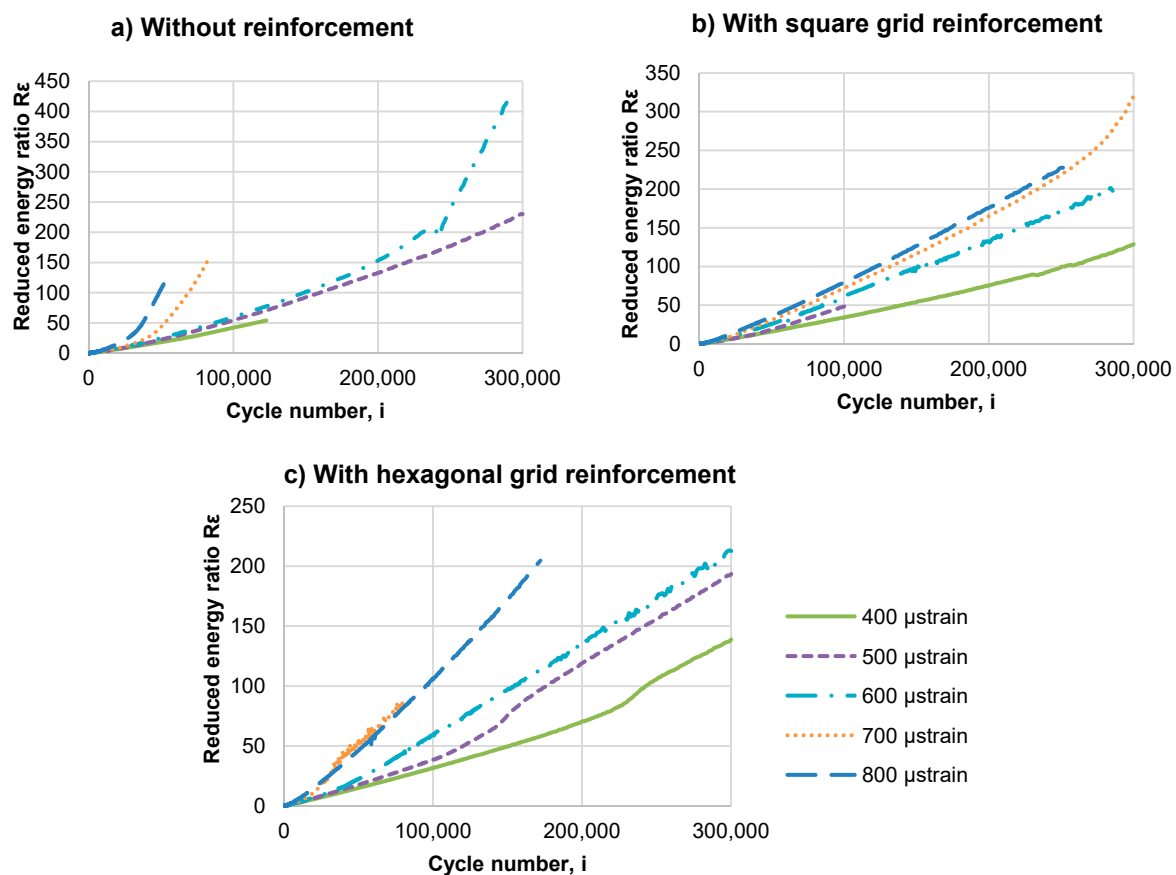 a) Without reinforcement
Reduced energy ratio Rε
450
400
350
300
250
200
150
100
50
0
0
100,000
200,000
300,000
Cycle number, i
b) With square grid reinforcement
Reduced energy ratio Rε
350
300
250
200
150
100
50
0
0
100,000
200,000
300,000
Cycle number, i
c) With hexagonal grid reinforcement
Reduced energy ratio Rε
250
200
150
100
50
0
0
100,000
200,000
300,000
Cycle number, i
400 µstrain
500 µstrain
600 µstrain
700 µstrain
800 µstrain